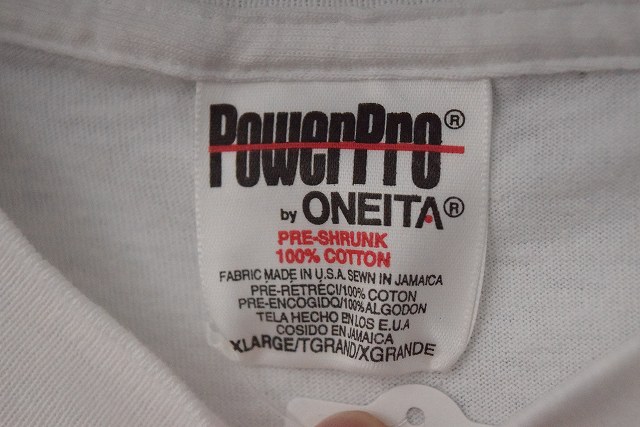 PowerPro®
by ONEITA®
PRE-SHRUNK
100% COTTON
FABRIC MADE IN U.S.A. SEWN IN JAMAICA
PRE-RETRECI/100% COTON
PRE-ENCOGIDO/100% ALGODON
TELA HECHO EN LOS E.U.A
COSIDO EN JAMAICA
XLARGE/TGRAND/XGRANDE